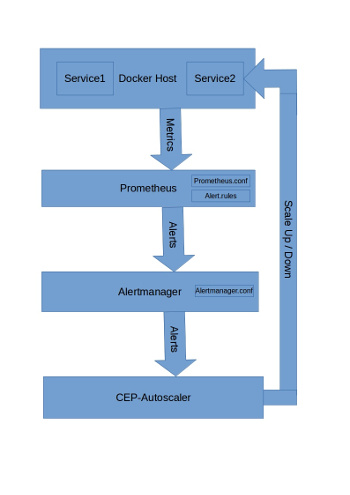 Service1
Docker Host
Service2
Metrics
Prometheus
Prometheus.conf
Alert.rules
Alerts
Alertmanager
Alertmanager.conf
Alerts
CEP-Autoscaler
Scale Up / Down